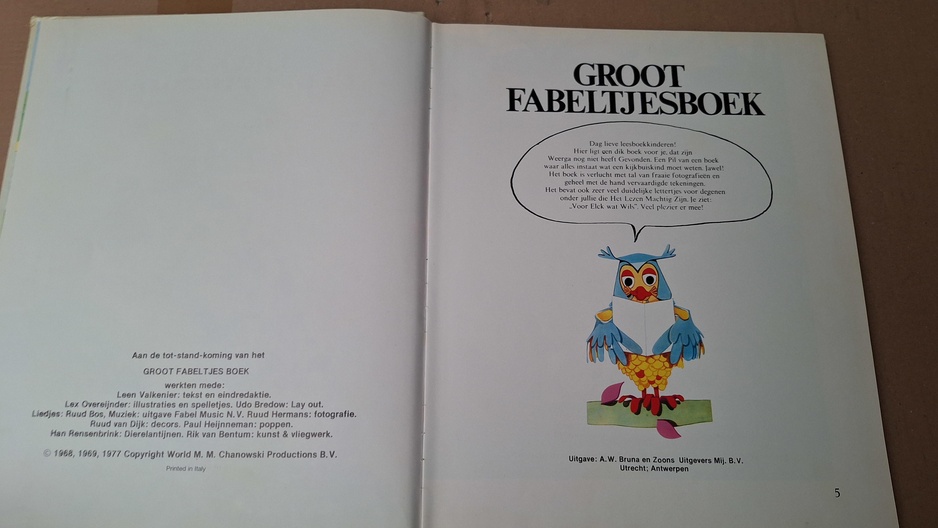 Aan de tot-stand-koming van het
GROOT FABELTJES BOEK
werkten mede:
Leen Valkenier: tekst en eindredaktie.
Lex Overeijnder: illustraties en spelletjes. Udo Bredow: Lay out.
Liedjes: Ruud Bos, Muziek: uitgave Fabel Music N.V. Ruud Hermans: fotografie.
Ruud van Dijk: decors. Paul Heijnneman: poppen.
Han Rensenbrink: Dierelantijnen. Rik van Bentum: kunst & vliegwerk.
© 1968, 1969, 1977 Copyright World M. M. Chanowski Productions B.V.
Printed in Italy
GROOT
FABELTJESBOEK
Dag lieve leesboekkinderen!
Hier ligt een dik boek voor je, dat zijn
Weerga nog niet heeft Gevonden. Een Pil van een boek
waar alles instaat wat een kijkbuiskind moet weten. Jawel!
Het boek is verlucht met tal van fraaie fotografieën en
geheel met de hand vervaardigde tekeningen.
Het bevat ook zeer veel duidelijke lettertjes voor degenen
onder jullie die Het Lezen Machtig Zijn. Je ziet:
„Voor Elck wat Wils". Veel plezier er mee!
Uitgave: A.W. Bruna en Zoons Uitgevers Mij. B.V.
Utrecht; Antwerpen
5